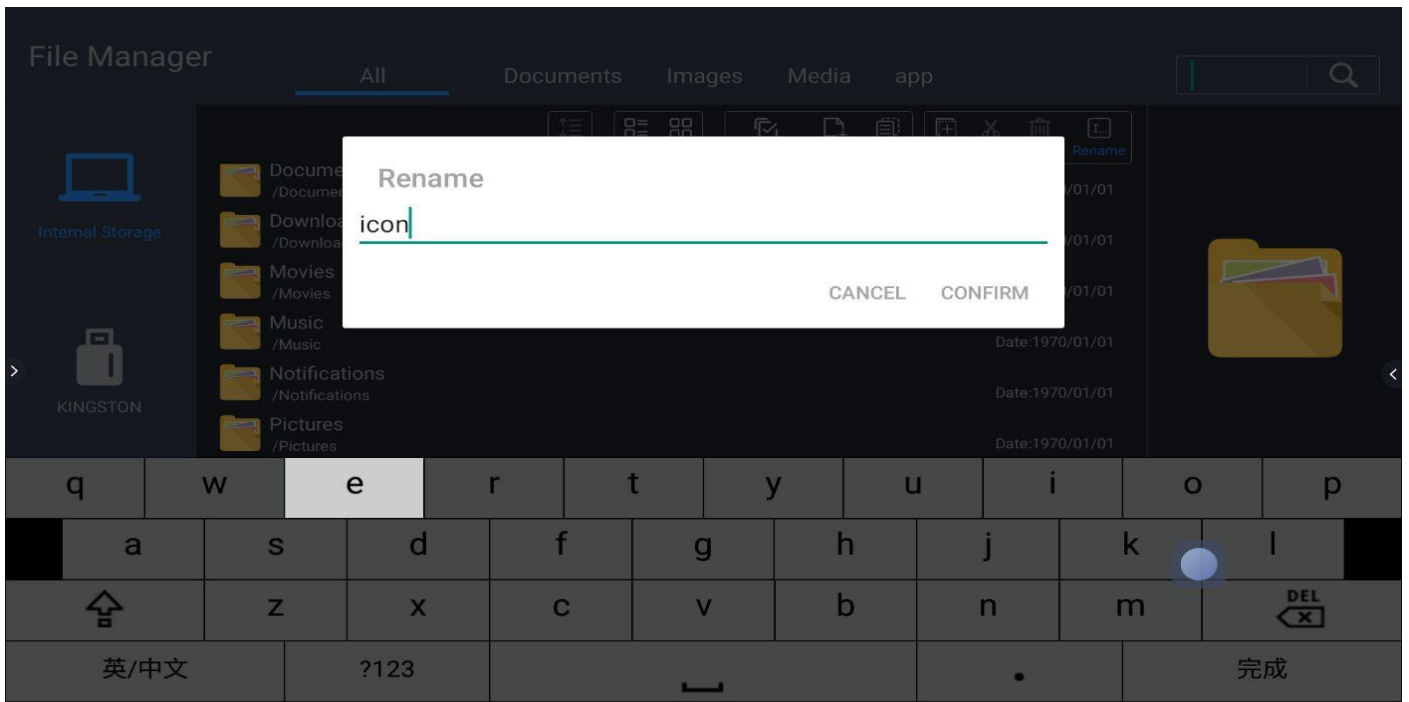 File Manager
All Documents Images Media app
Rename
Docume
/Documen
/01/01
Downloa
/Downloa
/01/01
Movies
/Movies
/01/01
Music
/Music
Date:1970/01/01
Notifications
/Notifications
Date:1970/01/01
Pictures
/Pictures
Date:1970/01/01
Internal Storage
KINGSTON
Rename
icon
CANCEL CONFIRM
q w e r t y u i o p
a s d f g h j k l
z x c v b n m DEL
英/中文 ?123 . 完成